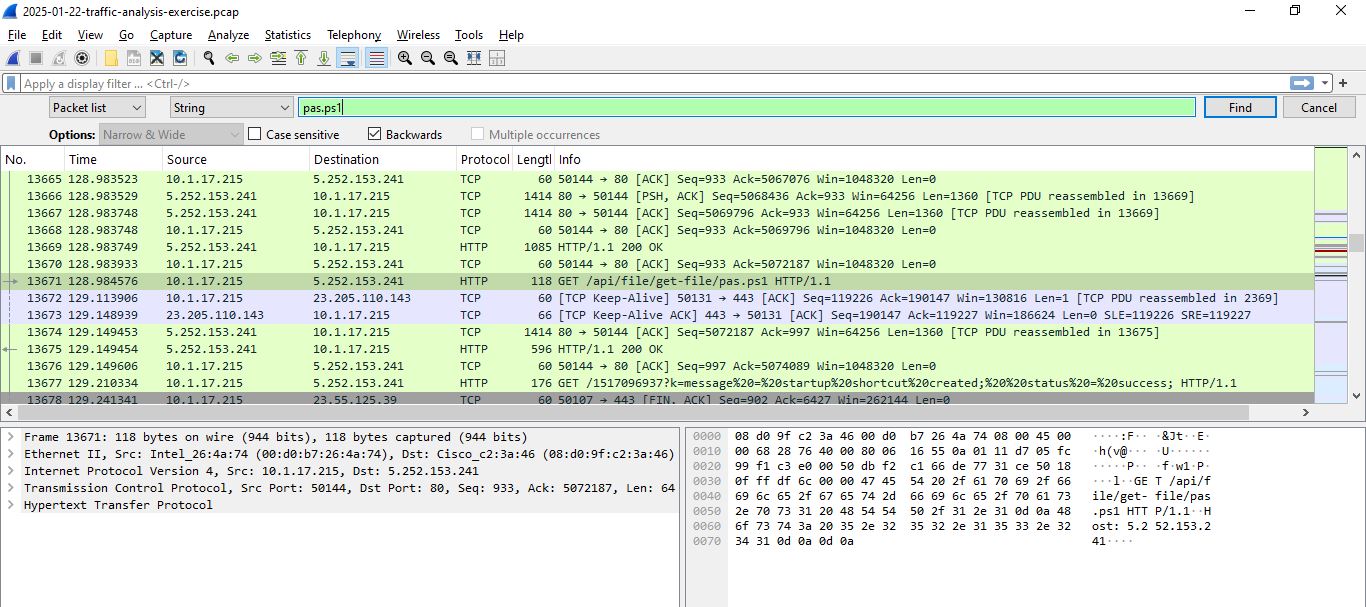 2025-01-22-traffic-analysis-exercise.pcap
File Edit View Go Capture Analyze Statistics Telephony Wireless Tools Help
Apply a display filter ... <Ctrl-/>
Packet list String pas.ps1 Find Cancel
Options: Narrow & Wide Case sensitive Backwards Multiple occurrences
No. Time Source Destination Protocol Lengtl Info
13665 128.983523 10.1.17.215 5.252.153.241 TCP 60 50144 → 80 [ACK] Seq=933 Ack=5067076 Win=1048320 Len=0
13666 128.983529 5.252.153.241 10.1.17.215 TCP 1414 80 → 50144 [PSH, ACK] Seq=5068436 Ack=933 Win=64256 Len=1360 [TCP PDU reassembled in 13669]
13667 128.983748 5.252.153.241 10.1.17.215 TCP 1414 80 → 50144 [ACK] Seq=5069796 Ack=933 Win=64256 Len=1360 [TCP PDU reassembled in 13669]
13668 128.983748 10.1.17.215 5.252.153.241 TCP 60 50144 → 80 [ACK] Seq=933 Ack=5069796 Win=1048320 Len=0
13669 128.983749 5.252.153.241 10.1.17.215 HTTP 1085 HTTP/1.1 200 OK
13670 128.983933 10.1.17.215 5.252.153.241 TCP 60 50144 → 80 [ACK] Seq=933 Ack=5072187 Win=1048320 Len=0
13671 128.984576 10.1.17.215 5.252.153.241 HTTP 118 GET /api/file/get-file/pas.ps1 HTTP/1.1
13672 129.113906 10.1.17.215 23.205.110.143 TCP 60 [TCP Keep-Alive] 50131 → 443 [ACK] Seq=119226 Ack=190147 Win=130816 Len=1 [TCP PDU reassembled in 2369]
13673 129.148939 23.205.110.143 10.1.17.215 TCP 66 [TCP Keep-Alive ACK] 443 → 50131 [ACK] Seq=190147 Ack=119227 Win=186624 Len=0 SLE=119226 SRE=119227
13674 129.149453 5.252.153.241 10.1.17.215 TCP 1414 80 → 50144 [ACK] Seq=5072187 Ack=997 Win=64256 Len=1360 [TCP PDU reassembled in 13675]
13675 129.149454 5.252.153.241 10.1.17.215 HTTP 596 HTTP/1.1 200 OK
13676 129.149606 10.1.17.215 5.252.153.241 TCP 60 50144 → 80 [ACK] Seq=997 Ack=5074089 Win=1048320 Len=0
13677 129.210334 10.1.17.215 5.252.153.241 HTTP 176 GET /1517096937?k=message%20=%20startup%20shortcut%20created;%20%20status%20=%20success; HTTP/1.1
13678 129.241341 10.1.17.215 23.55.125.39 TCP 60 50107 → 443 [FIN, ACK] Seq=902 Ack=6427 Win=262144 Len=0
Frame 13671: 118 bytes on wire (944 bits), 118 bytes captured (944 bits)
Ethernet II, Src: Intel_26:4a:74 (00:d0:b7:26:4a:74), Dst: Cisco_c2:3a:46 (08:d0:9f:c2:3a:46)
Internet Protocol Version 4, Src: 10.1.17.215, Dst: 5.252.153.241
Transmission Control Protocol, Src Port: 50144, Dst Port: 80, Seq: 933, Ack: 5072187, Len: 64
Hypertext Transfer Protocol
0000 08 d0 9f c2 3a 46 00 d0 b7 26 4a 74 08 00 45 00 ····:F·· ·&Jt··E·
0010 00 68 28 76 40 00 80 06 16 55 0a 01 11 d7 05 fc ·h(v@··· ·U······
0020 99 f1 c3 e0 00 50 db f2 c1 66 de 77 31 ce 50 18 ·····P·· ·f·w1·P·
0030 0f ff df 6c 00 00 47 45 54 20 2f 61 70 69 2f 66 ···l··GE T /api/f
0040 69 6c 65 2f 67 65 74 2d 66 69 6c 65 2f 70 61 73 ile/get- file/pas
0050 2e 70 73 31 20 48 54 54 50 2f 31 2e 31 0d 0a 48 .ps1 HTT P/1.1··H
0060 6f 73 74 3a 20 35 2e 32 35 32 2e 31 35 33 2e 32 ost: 5.2 52.153.2
0070 34 31 0d 0a 0d 0a 41····